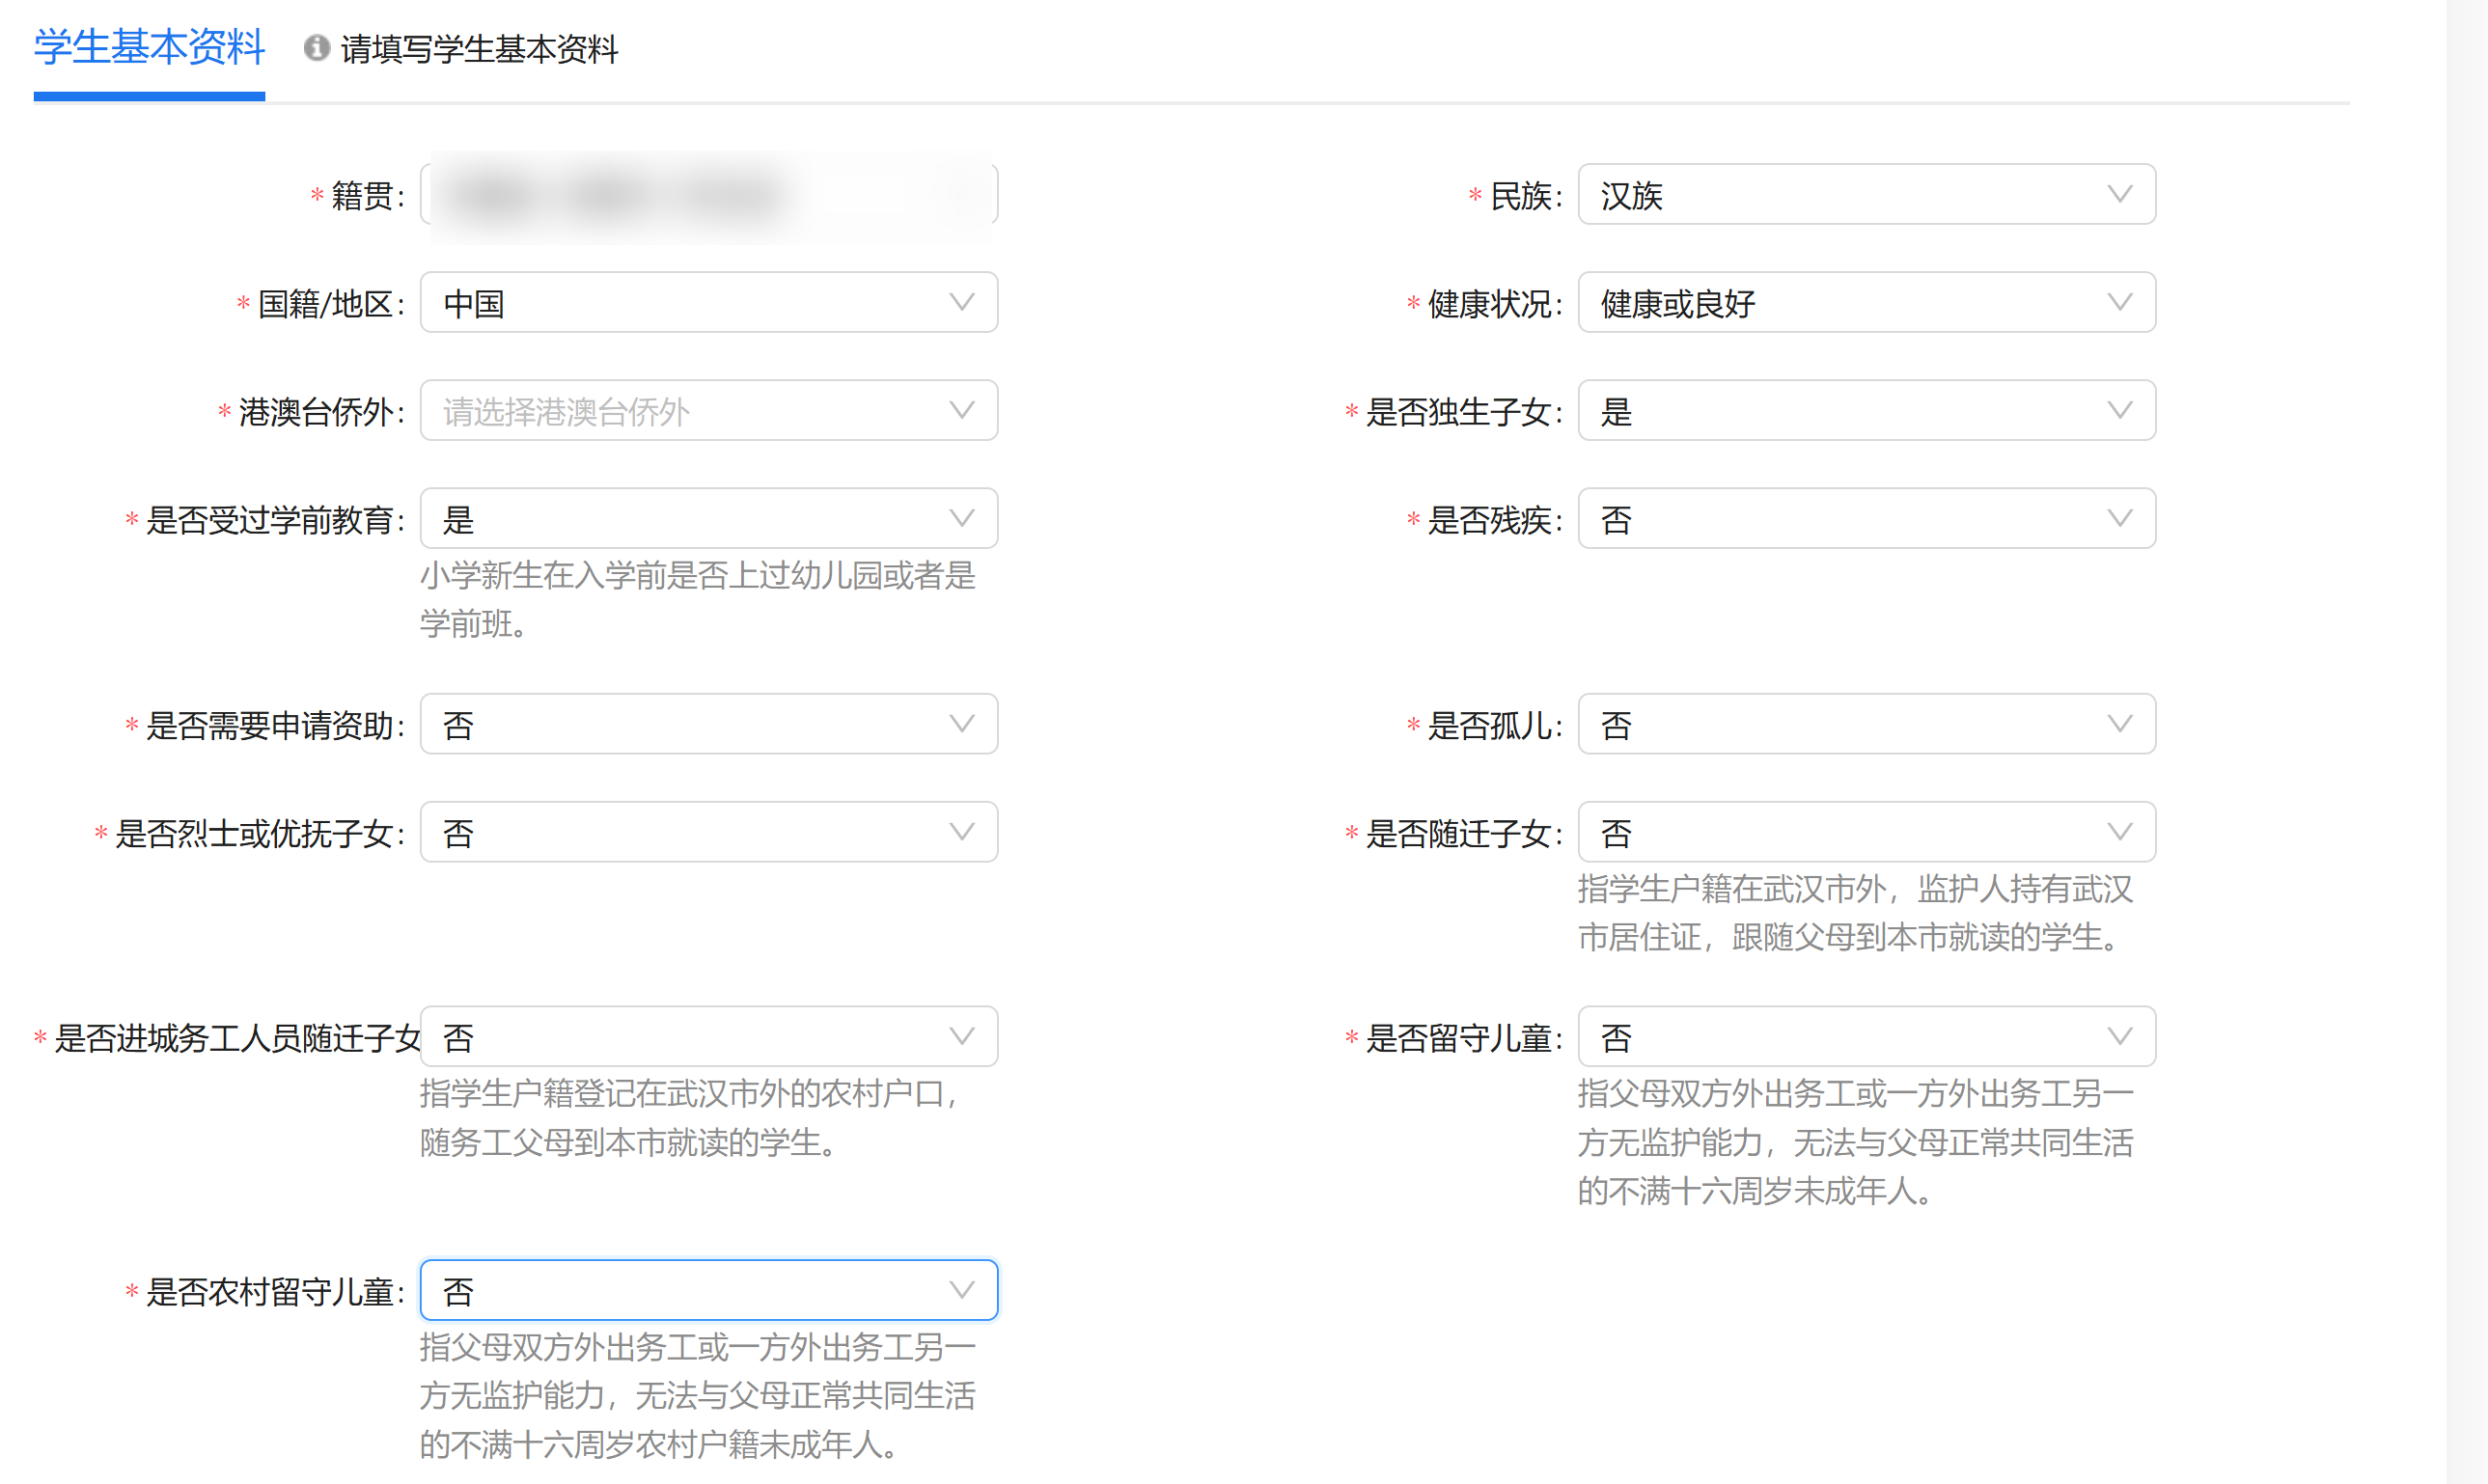 学生基本资料 请填写学生基本资料
* 籍贯:
* 民族: 汉族
* 国籍/地区: 中国
* 健康状况: 健康或良好
* 港澳台侨外: 请选择港澳台侨外
* 是否独生子女: 是
* 是否受过学前教育: 是
小学新生在入学前是否上过幼儿园或者是
学前班。
* 是否残疾: 否
* 是否需要申请资助: 否
* 是否孤儿: 否
* 是否烈士或优抚子女: 否
* 是否随迁子女: 否
指学生户籍在武汉市外，监护人持有武汉
市居住证，跟随父母到本市就读的学生。
* 是否进城务工人员随迁子女 否
指学生户籍登记在武汉市外的农村户口，
随务工父母到本市就读的学生。
* 是否留守儿童: 否
指父母双方外出务工或一方外出务工另一
方无监护能力，无法与父母正常共同生活
的不满十六周岁未成年人。
* 是否农村留守儿童: 否
指父母双方外出务工或一方外出务工另一
方无监护能力，无法与父母正常共同生活
的不满十六周岁农村户籍未成年人。